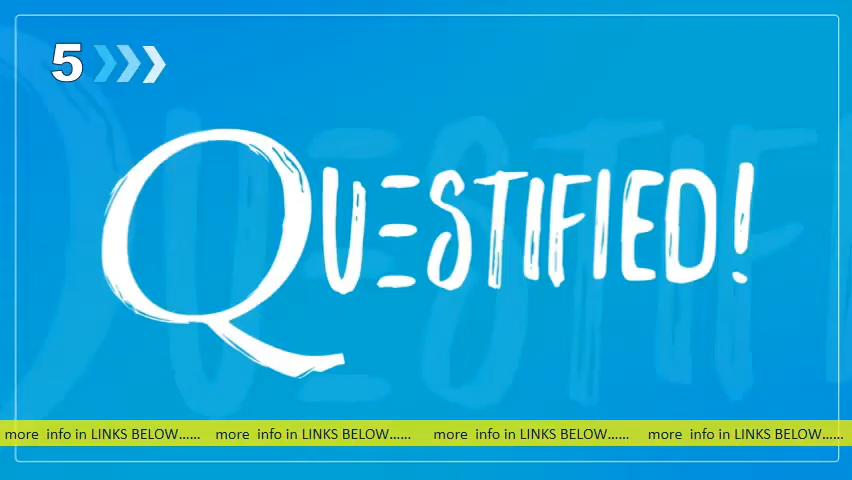 5
QUESTIFIED!
more info in LINKS BELOW...... more info in LINKS BELOW...... more info in LINKS BELOW...... more info in LINKS BELOW......